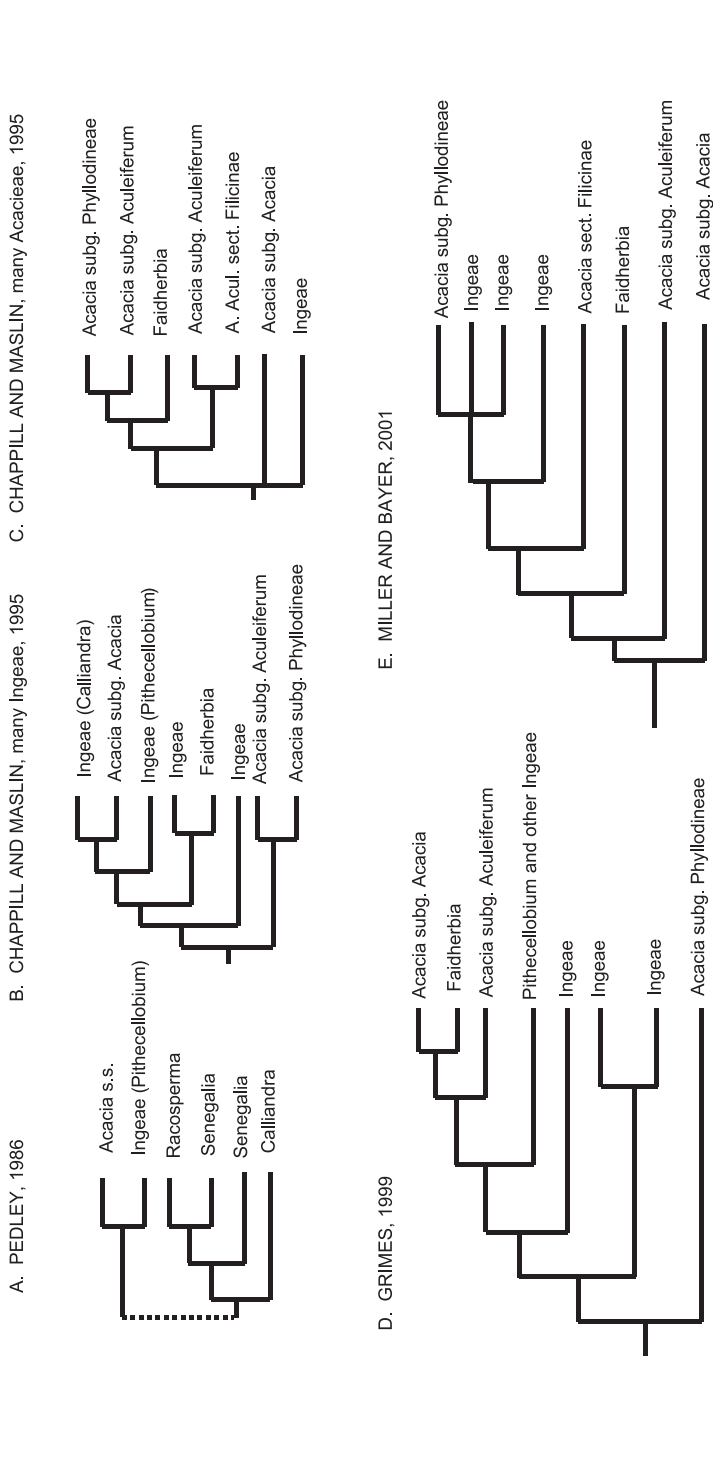 A. PEDLEY, 1986
Acacia s.s.
Ingeae (Pithecellobium)
Racosperma
Senegalia
Senegalia
Calliandra
B. CHAPPILL AND MASLIN, many Ingeae, 1995
Ingeae (Calliandra)
Acacia subg. Acacia
Ingeae (Pithecellobium)
Ingeae
Faidherbia
Ingeae
Acacia subg. Aculeiferum
Acacia subg. Phyllodineae
C. CHAPPILL AND MASLIN, many Acacieae, 1995
Acacia subg. Phyllodineae
Acacia subg. Aculeiferum
Faidherbia
Acacia subg. Aculeiferum
A. Acul. sect. Filicinae
Acacia subg. Acacia
Ingeae
D. GRIMES, 1999
Acacia subg. Acacia
Faidherbia
Acacia subg. Aculeiferum
Pithecellobium and other Ingeae
Ingeae
Ingeae
Ingeae
Acacia subg. Phyllodineae
E. MILLER AND BAYER, 2001
Acacia subg. Phyllodineae
Ingeae
Ingeae
Ingeae
Acacia sect. Filicinae
Faidherbia
Acacia subg. Aculeiferum
Acacia subg. Acacia